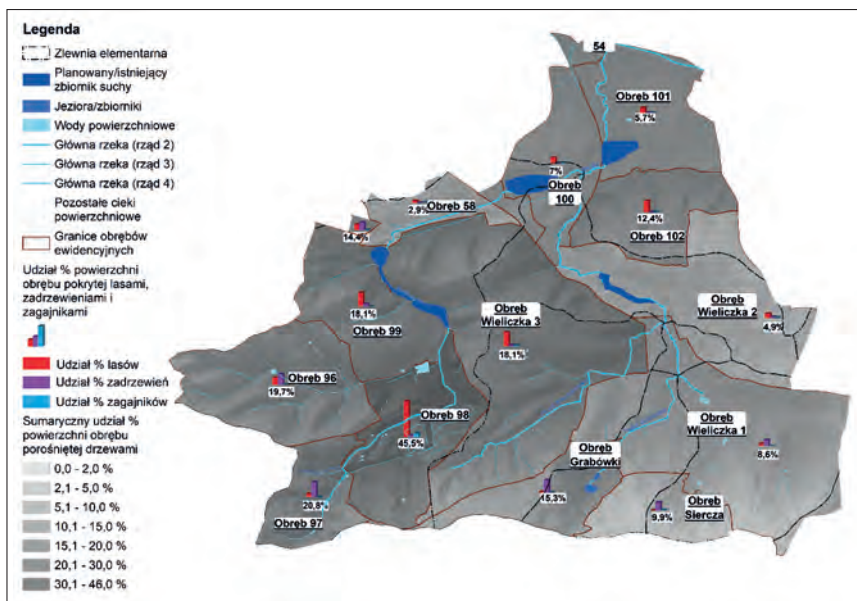 Legenda
Zlewnia elementarna
Planowany/istniejący
zbiornik suchy
Jeziora/zbiorniki
Wody powierzchniowe
Główna rzeka (rząd 2)
Główna rzeka (rząd 3)
Główna rzeka (rząd 4)
Pozostałe cieki
powierzchniowe
Granice obrębów
ewidencyjnych
Udział % powierzchni
obrębu pokrytej lasami,
zadrzewieniami i
zagajnikami
Udział % lasów
Udział % zadrzewień
Udział % zagajników
Sumaryczny udział %
powierzchni obrębu
porośniętej drzewami
0,0 - 2,0 %
2,1 - 5,0 %
5,1 - 10,0 %
10,1 - 15,0 %
15,1 - 20,0 %
20,1 - 30,0 %
30,1 - 46,0 %
54
Obręb 101
5,7%
7%
Obręb
100
Obręb 58
2,9%
12,4%
Obręb 102
14,4%
18,1%
Obręb 99
Obręb
Wieliczka 3
18,1%
Obręb
Wieliczka 2
4,9%
Obręb 96
19,7%
Obręb 98
45,5%
Obręb
Wieliczka 1
8,6%
Obręb
Grabówki
15,3%
20,8%
Obręb 97
Obręb
Siercza
9,9%